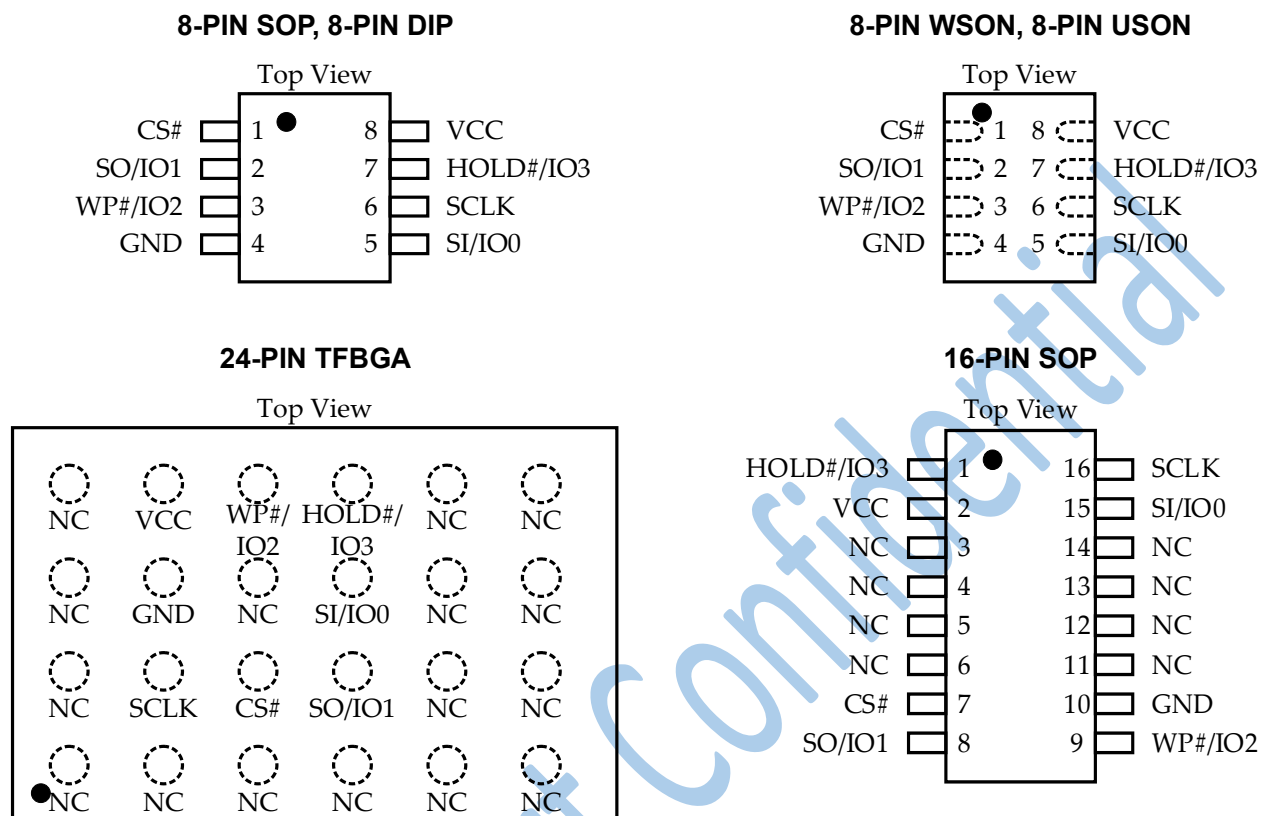 8-PIN SOP, 8-PIN DIP
Top View
CS# 1 8 VCC
SO/IO1 2 7 HOLD#/IO3
WP#/IO2 3 6 SCLK
GND 4 5 SI/IO0
8-PIN WSON, 8-PIN USON
Top View
CS# 1 8 VCC
SO/IO1 2 7 HOLD#/IO3
WP#/IO2 3 6 SCLK
GND 4 5 SI/IO0
24-PIN TFBGA
Top View
NC VCC WP#/ HOLD#/ NC NC
IO2 IO3
NC GND NC SI/IO0 NC NC
NC SCLK CS# SO/IO1 NC NC
NC NC NC NC NC NC
16-PIN SOP
Top View
HOLD#/IO3 1 16 SCLK
VCC 2 15 SI/IO0
NC 3 14 NC
NC 4 13 NC
NC 5 12 NC
NC 6 11 NC
CS# 7 10 GND
SO/IO1 8 9 WP#/IO2
Confidential